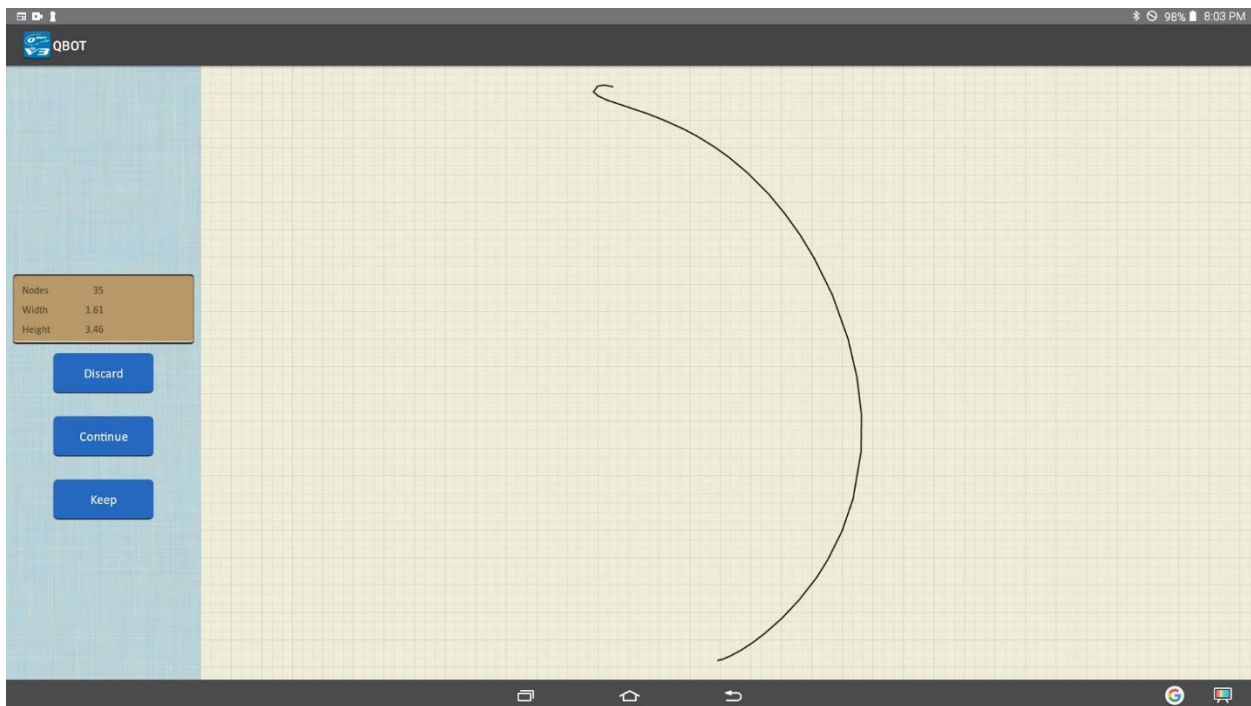 98% 8:03 PM
QBOT
Nodes 35
Width 1.61
Height 3.46
Discard
Continue
Keep